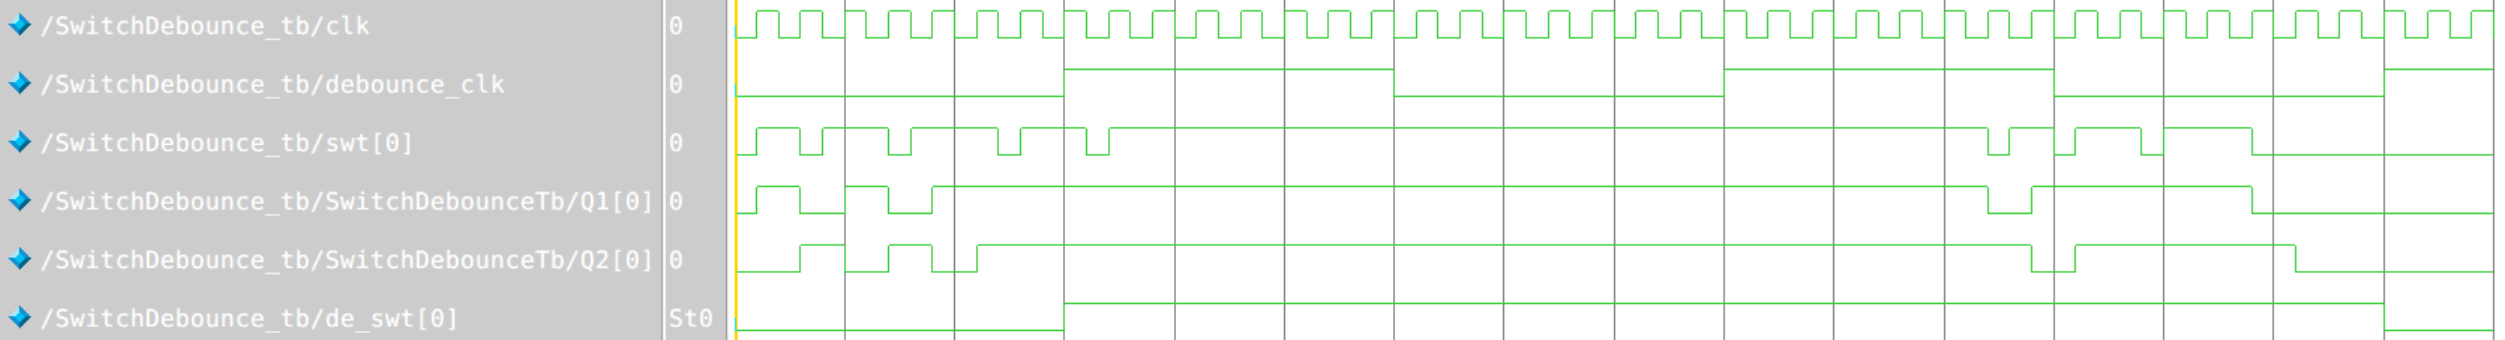 /SwitchDebounce_tb/clk 0
/SwitchDebounce_tb/debounce_clk 0
/SwitchDebounce_tb/swt[0] 0
/SwitchDebounce_tb/SwitchDebounceTb/Q1[0] 0
/SwitchDebounce_tb/SwitchDebounceTb/Q2[0] 0
/SwitchDebounce_tb/de_swt[0] St0